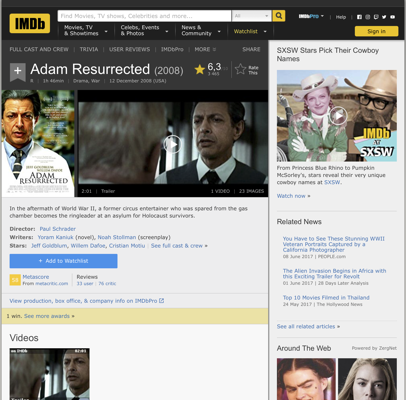 IMDb
Find Movies, TV shows, Celebrities and more...
All
IMDbPro
Help
Movies, TV & Showtimes
Celebs, Events & Photos
News & Community
Watchlist
Sign in
FULL CAST AND CREW | TRIVIA | USER REVIEWS | IMDbPro | MORE
SHARE
Adam Resurrected (2008)
6,3
Rate This
R | 1h 46min | Drama, War | 12 December 2008 (USA)
ADAM RESURRECTED
2:01 | Trailer
1 VIDEO | 23 IMAGES
In the aftermath of World War II, a former circus entertainer who was spared from the gas
chamber becomes the ringleader at an asylum for Holocaust survivors.
Director: Paul Schrader
Writers: Yoram Kaniuk (novel), Noah Stollman (screenplay)
Stars: Jeff Goldblum, Willem Dafoe, Cristian Motiu | See full cast & crew »
+ Add to Watchlist
Metascore
From metacritic.com
Reviews
33 user | 76 critic
View production, box office, & company info on IMDbPro
1 win. See more awards »
Videos
02:01
SXSW Stars Pick Their Cowboy
Names
IMDb
AT
SXSW
From Princess Blue Rhino to Pumpkin
McSorley's, stars reveal their very unique
cowboy names at SXSW.
Watch now »
Related News
You Have to See These Stunning WWII
Veteran Portraits Captured by a
California Photographer
08 June 2017 | PEOPLE.com
The Alien Invasion Begins in Africa with
this Exciting Trailer for Revolt
01 June 2017 | 28 Days Later Analysis
Top 10 Movies Filmed in Thailand
24 May 2017 | The Hollywood News
See all related articles »
Around The Web
Powered by ZergNet